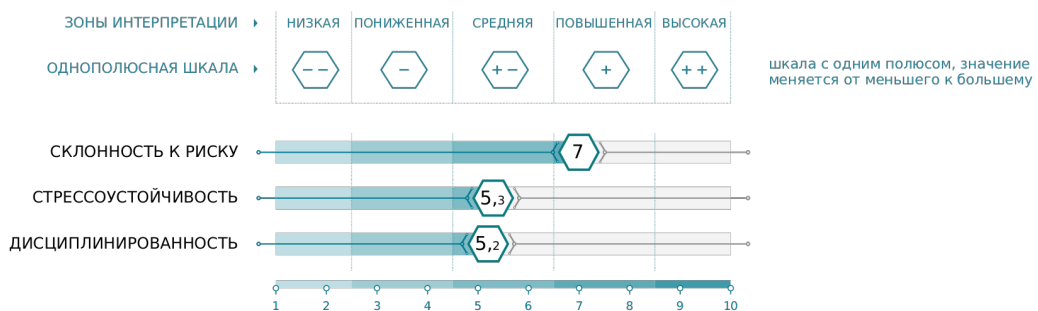 ЗОНЫ ИНТЕРПРЕТАЦИИ НИЗКАЯ ПОНИЖЕННАЯ СРЕДНЯЯ ПОВЫШЕННАЯ ВЫСОКАЯ
ОДНОПОЛЮСНАЯ ШКАЛА − − − + − + + +
шкала с одним полюсом, значение
меняется от меньшего к большему
СКЛОННОСТЬ К РИСКУ 7
СТРЕССОУСТОЙЧИВОСТЬ 5,3
ДИСЦИПЛИНИРОВАННОСТЬ 5,2
1 2 3 4 5 6 7 8 9 10